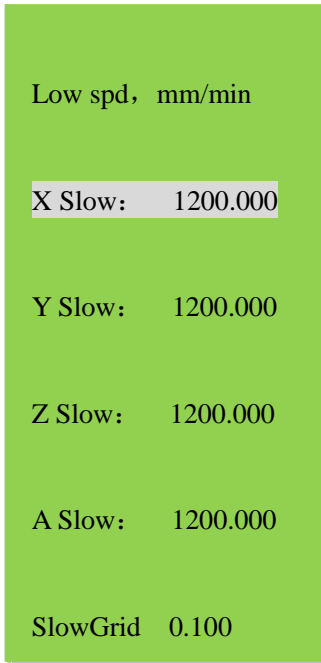 Low spd，mm/min
X Slow： 1200.000
Y Slow： 1200.000
Z Slow： 1200.000
A Slow： 1200.000
SlowGrid 0.100